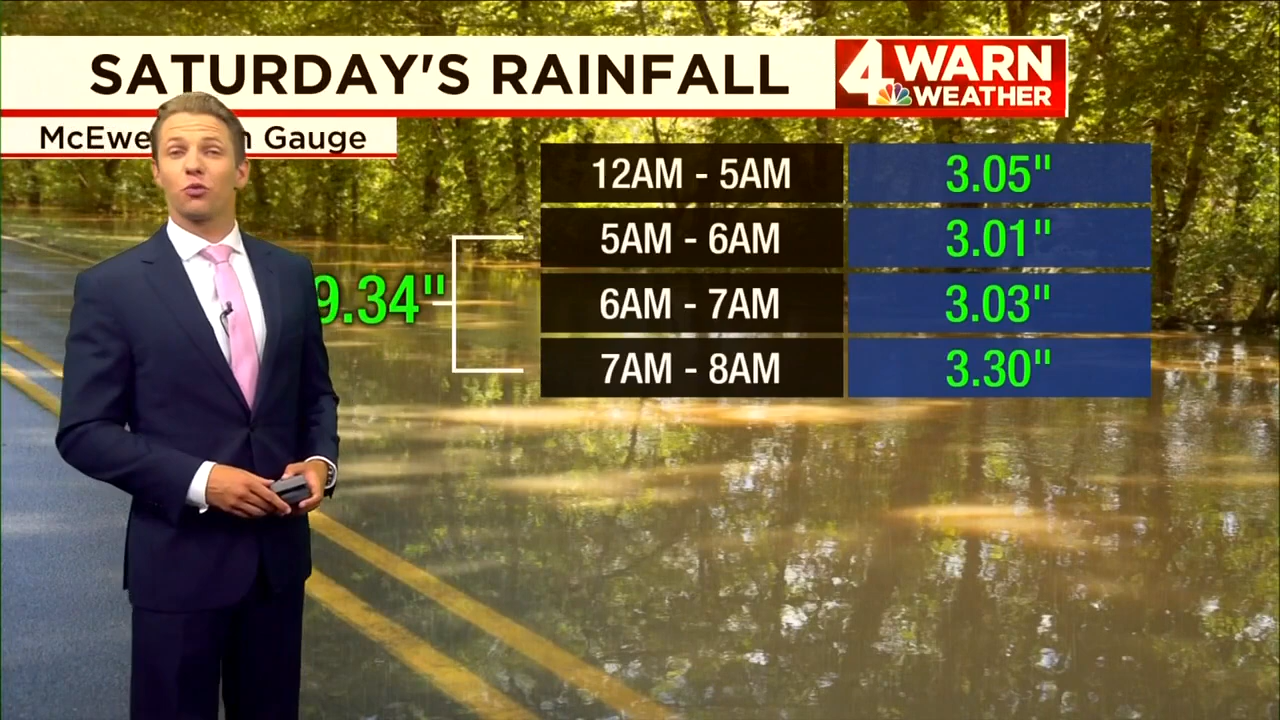 SATURDAY'S RAINFALL
4 WARN
WEATHER
Gauge
12AM - 5AM 3.05"
5AM - 6AM 3.01"
9.34"
6AM - 7AM 3.03"
7AM - 8AM 3.30"